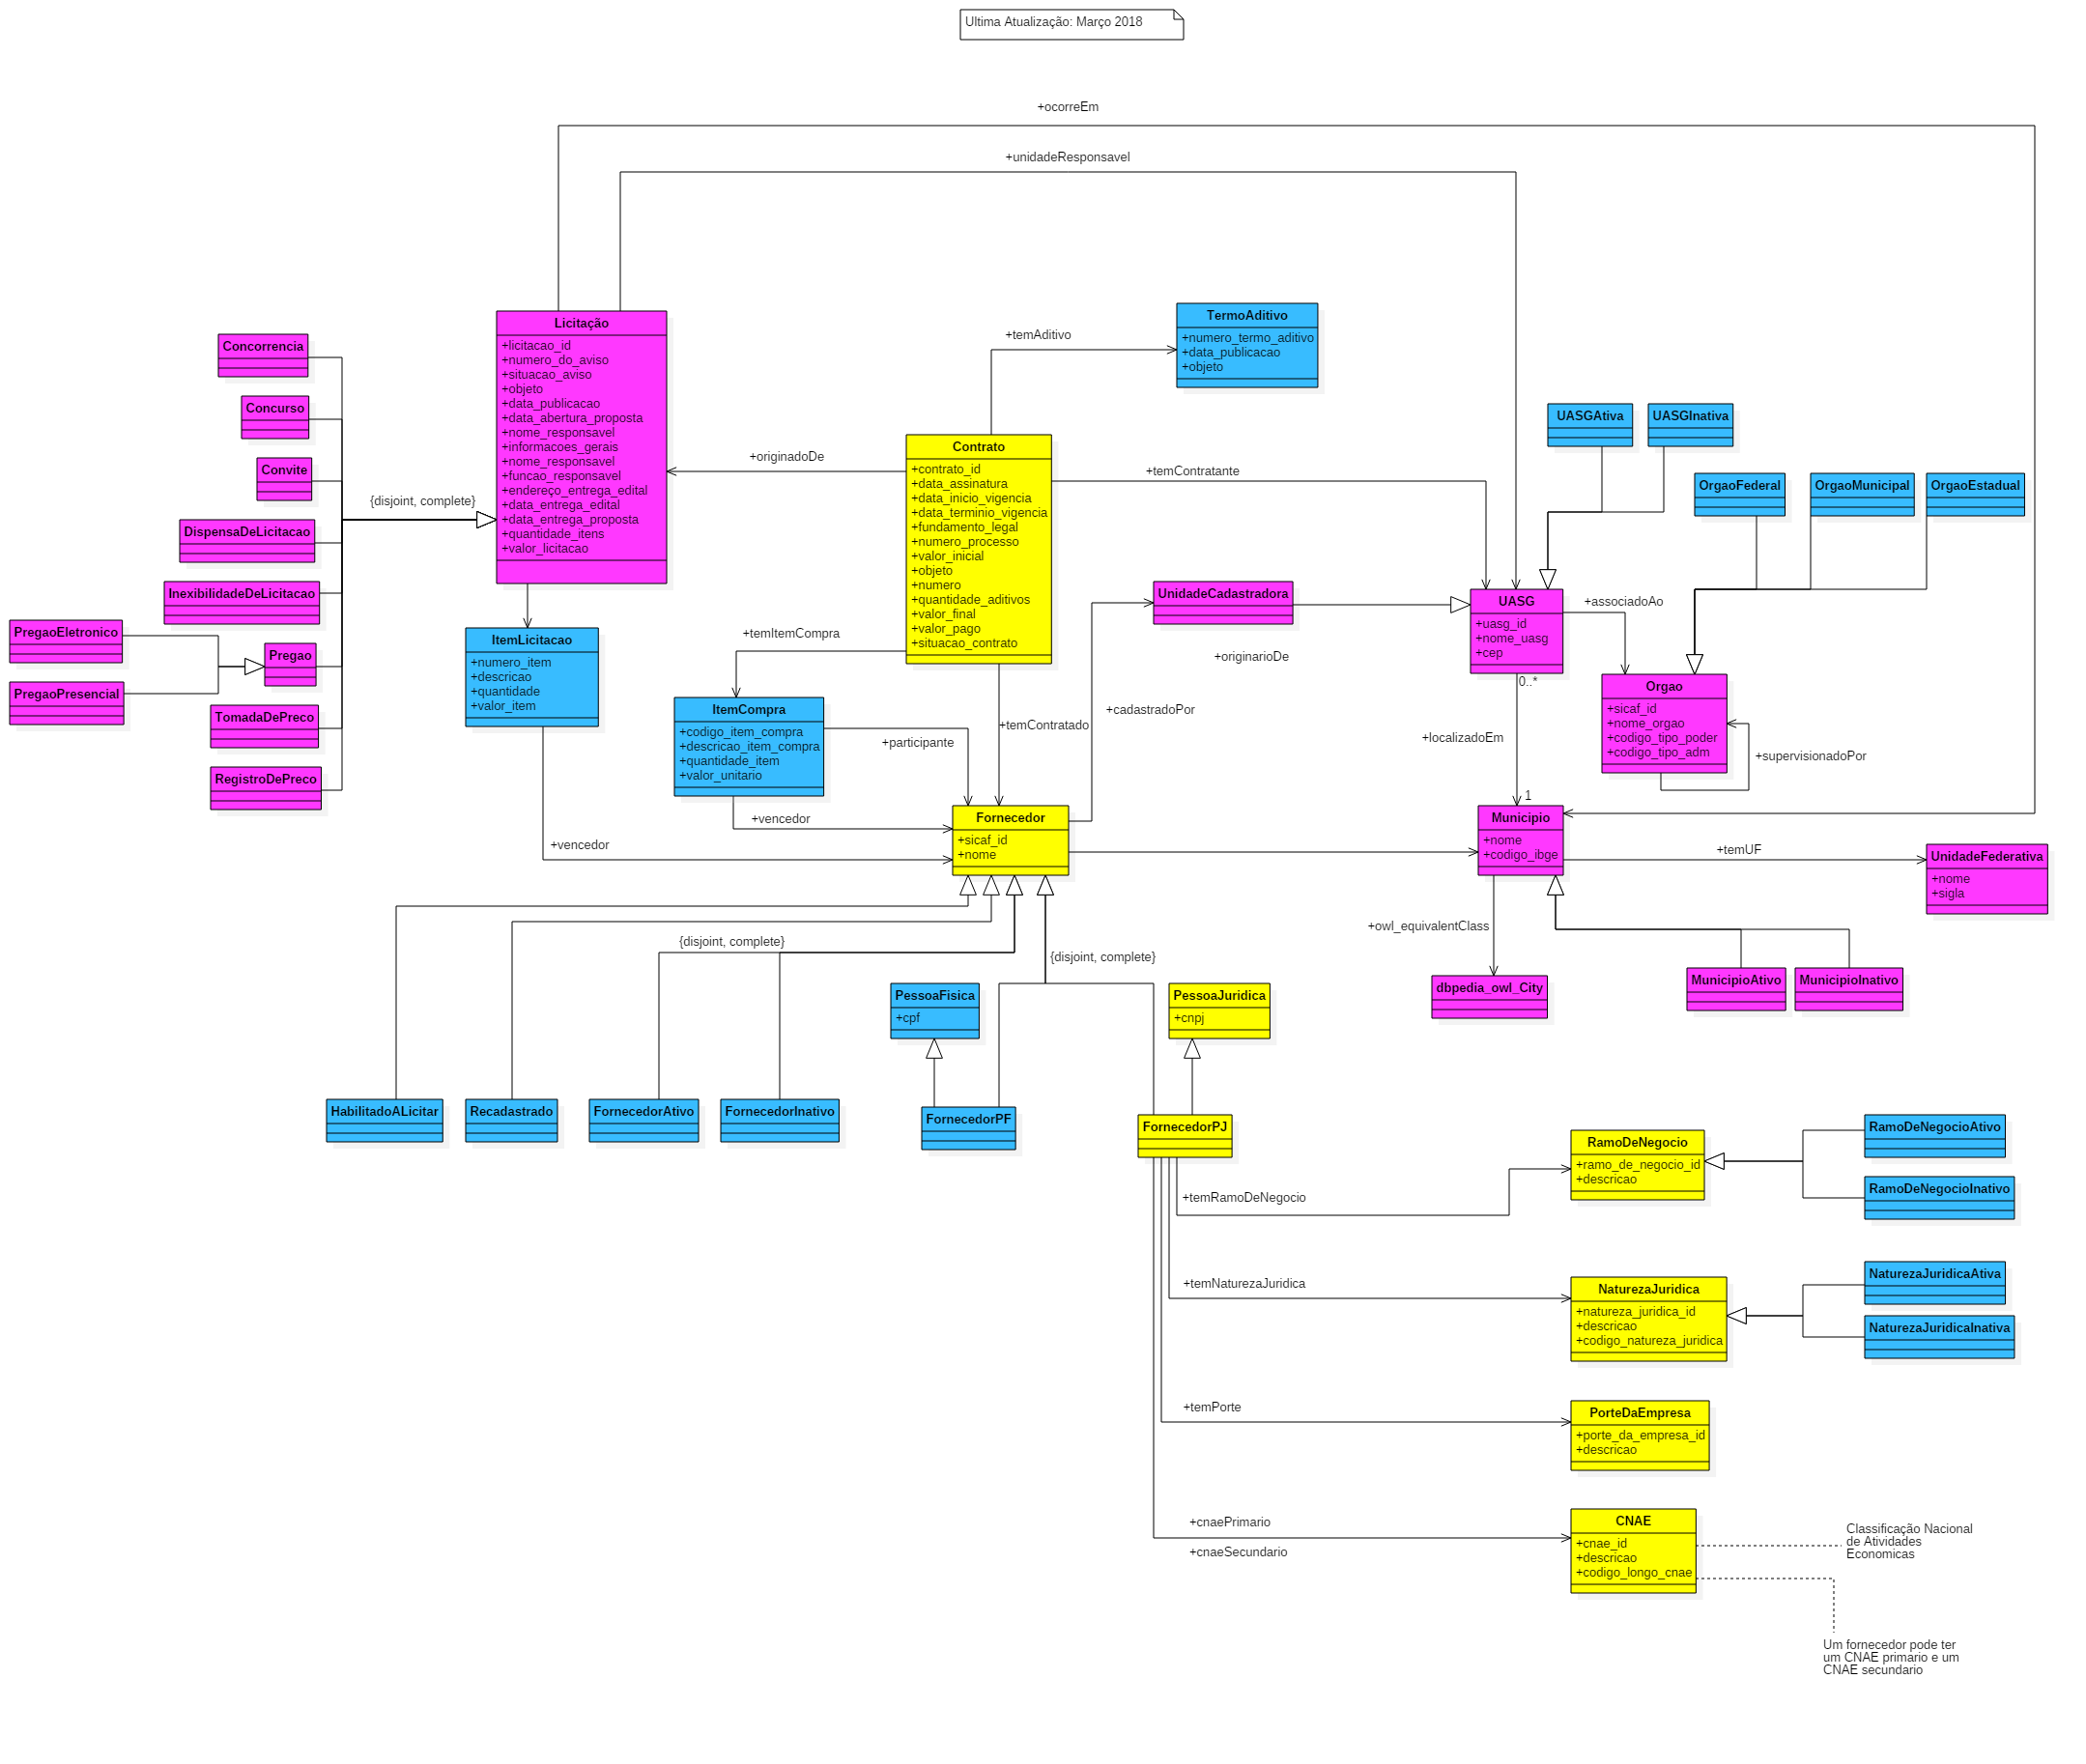 Ultima Atualização: Março 2018
+ocorreEm
+unidadeResponsavel
Licitação
+licitacao_id
+numero_do_aviso
+situacao_aviso
+objeto
+data_publicacao
+data_abertura_proposta
+nome_responsavel
+informacoes_gerais
+nome_responsavel
+funcao_responsavel
+endereço_entrega_edital
+data_entrega_edital
+data_entrega_proposta
+quantidade_itens
+valor_licitacao
Concorrencia
Concurso
Convite
DispensaDeLicitacao
InexibilidadeDeLicitacao
PregaoEletronico
PregaoPresencial
Pregao
TomadaDePreco
RegistroDePreco
{disjoint, complete}
+temAditivo
TermoAditivo
+numero_termo_aditivo
+data_publicacao
+objeto
+originadoDe
Contrato
+contrato_id
+data_assinatura
+data_inicio_vigencia
+data_terminio_vigencia
+fundamento_legal
+numero_processo
+valor_inicial
+objeto
+numero
+quantidade_aditivos
+valor_final
+valor_pago
+situacao_contrato
+temContratante
UASGAtiva
UASGInativa
OrgaoFederal
OrgaoMunicipal
OrgaoEstadual
UnidadeCadastradora
+originarioDe
UASG
+uasg_id
+nome_uasg
+cep
0..*
+associadoAo
Orgao
+sicaf_id
+nome_orgao
+codigo_tipo_poder
+codigo_tipo_adm
+supervisionadoPor
ItemLicitacao
+numero_item
+descricao
+quantidade
+valor_item
+temItemCompra
ItemCompra
+codigo_item_compra
+descricao_item_compra
+quantidade_item
+valor_unitario
+participante
+temContratado
+cadastradoPor
+localizadoEm
1
+vencedor
+vencedor
Fornecedor
+sicaf_id
+nome
Municipio
+nome
+codigo_ibge
+temUF
UnidadeFederativa
+nome
+sigla
+owl_equivalentClass
dbpedia_owl_City
MunicipioAtivo
MunicipioInativo
{disjoint, complete}
{disjoint, complete}
PessoaFisica
+cpf
PessoaJuridica
+cnpj
HabilitadoALicitar
Recadastrado
FornecedorAtivo
FornecedorInativo
FornecedorPF
FornecedorPJ
+temRamoDeNegocio
RamoDeNegocio
+ramo_de_negocio_id
+descricao
RamoDeNegocioAtivo
RamoDeNegocioInativo
+temNaturezaJuridica
NaturezaJuridica
+natureza_juridica_id
+descricao
+codigo_natureza_juridica
NaturezaJuridicaAtiva
NaturezaJuridicaInativa
+temPorte
PorteDaEmpresa
+porte_da_empresa_id
+descricao
+cnaePrimario
+cnaeSecundario
CNAE
+cnae_id
+descricao
+codigo_longo_cnae
Classificação Nacional
de Atividades
Economicas
Um fornecedor pode ter
um CNAE primario e um
CNAE secundario